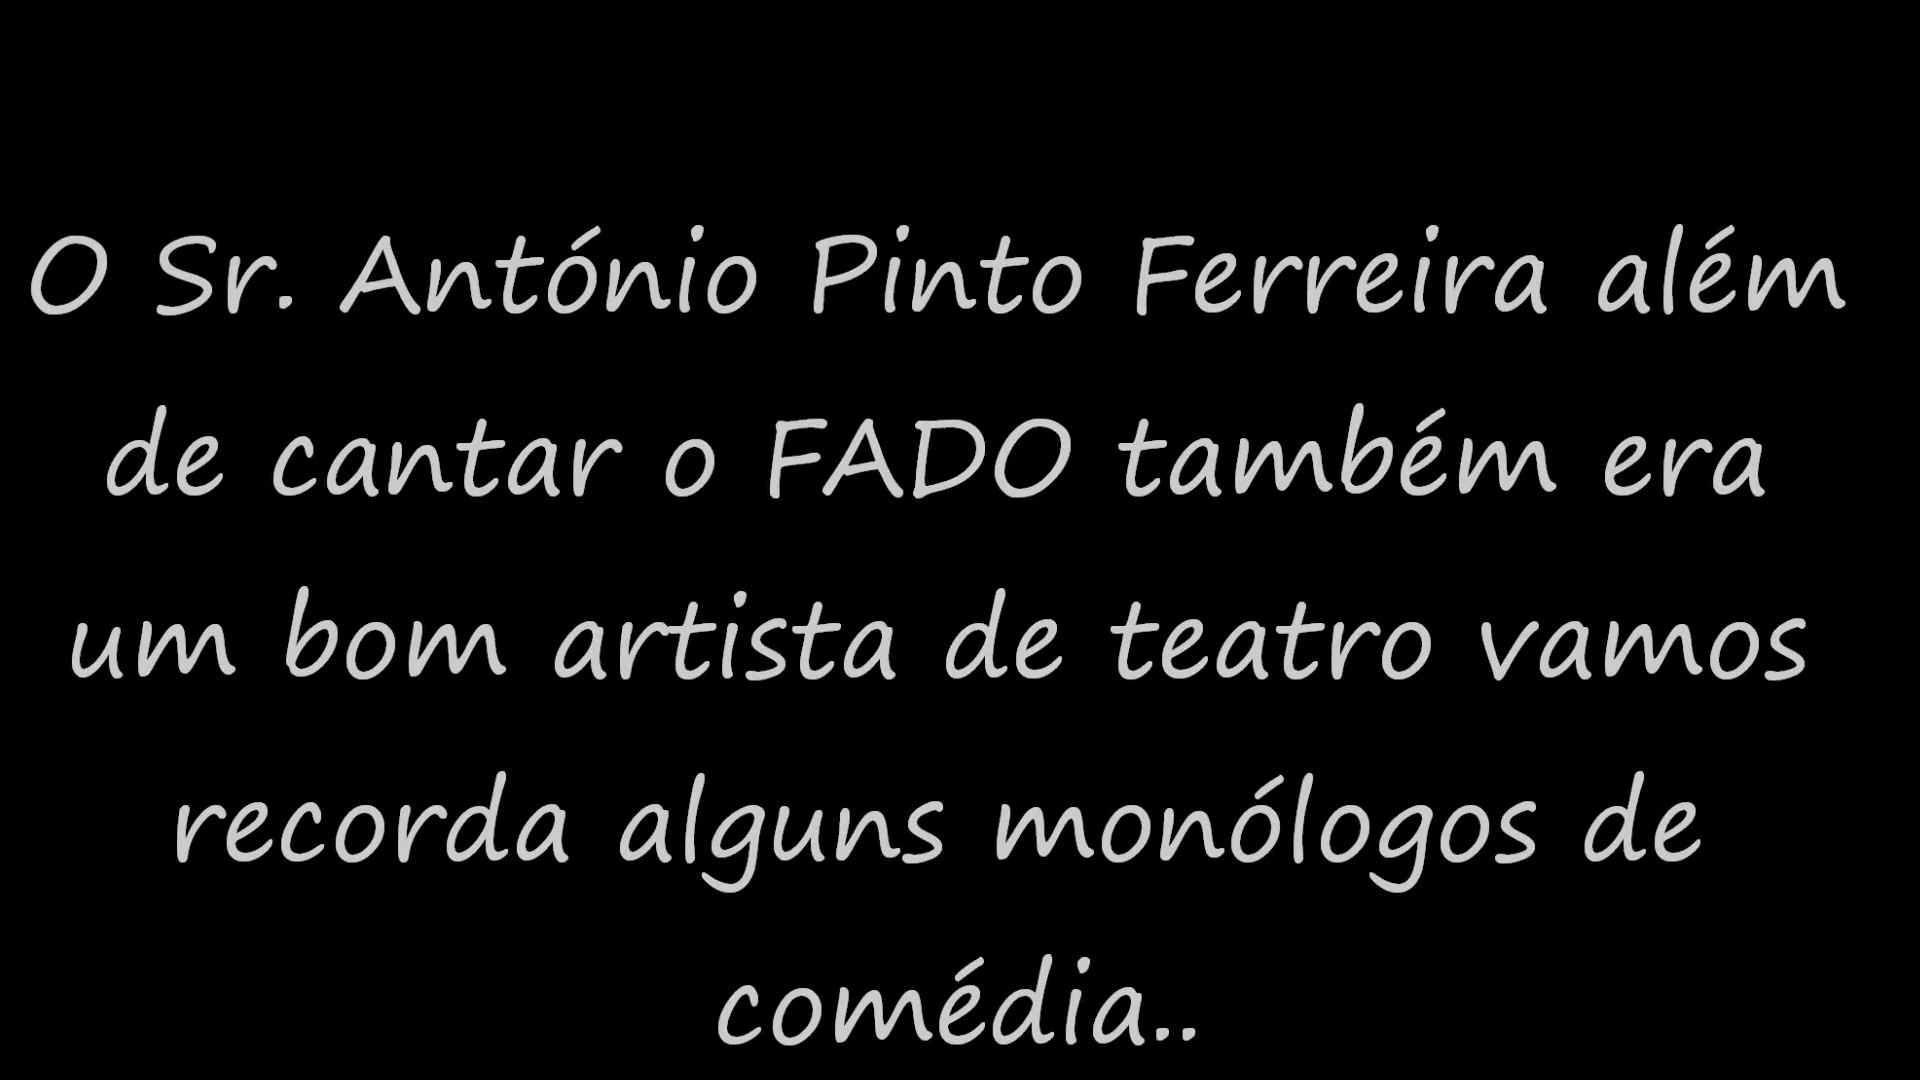 O Sr. António Pinto Ferreira além
de cantar o FADO também era
um bom artista de teatro vamos
recorda alguns monólogos de
comédia..